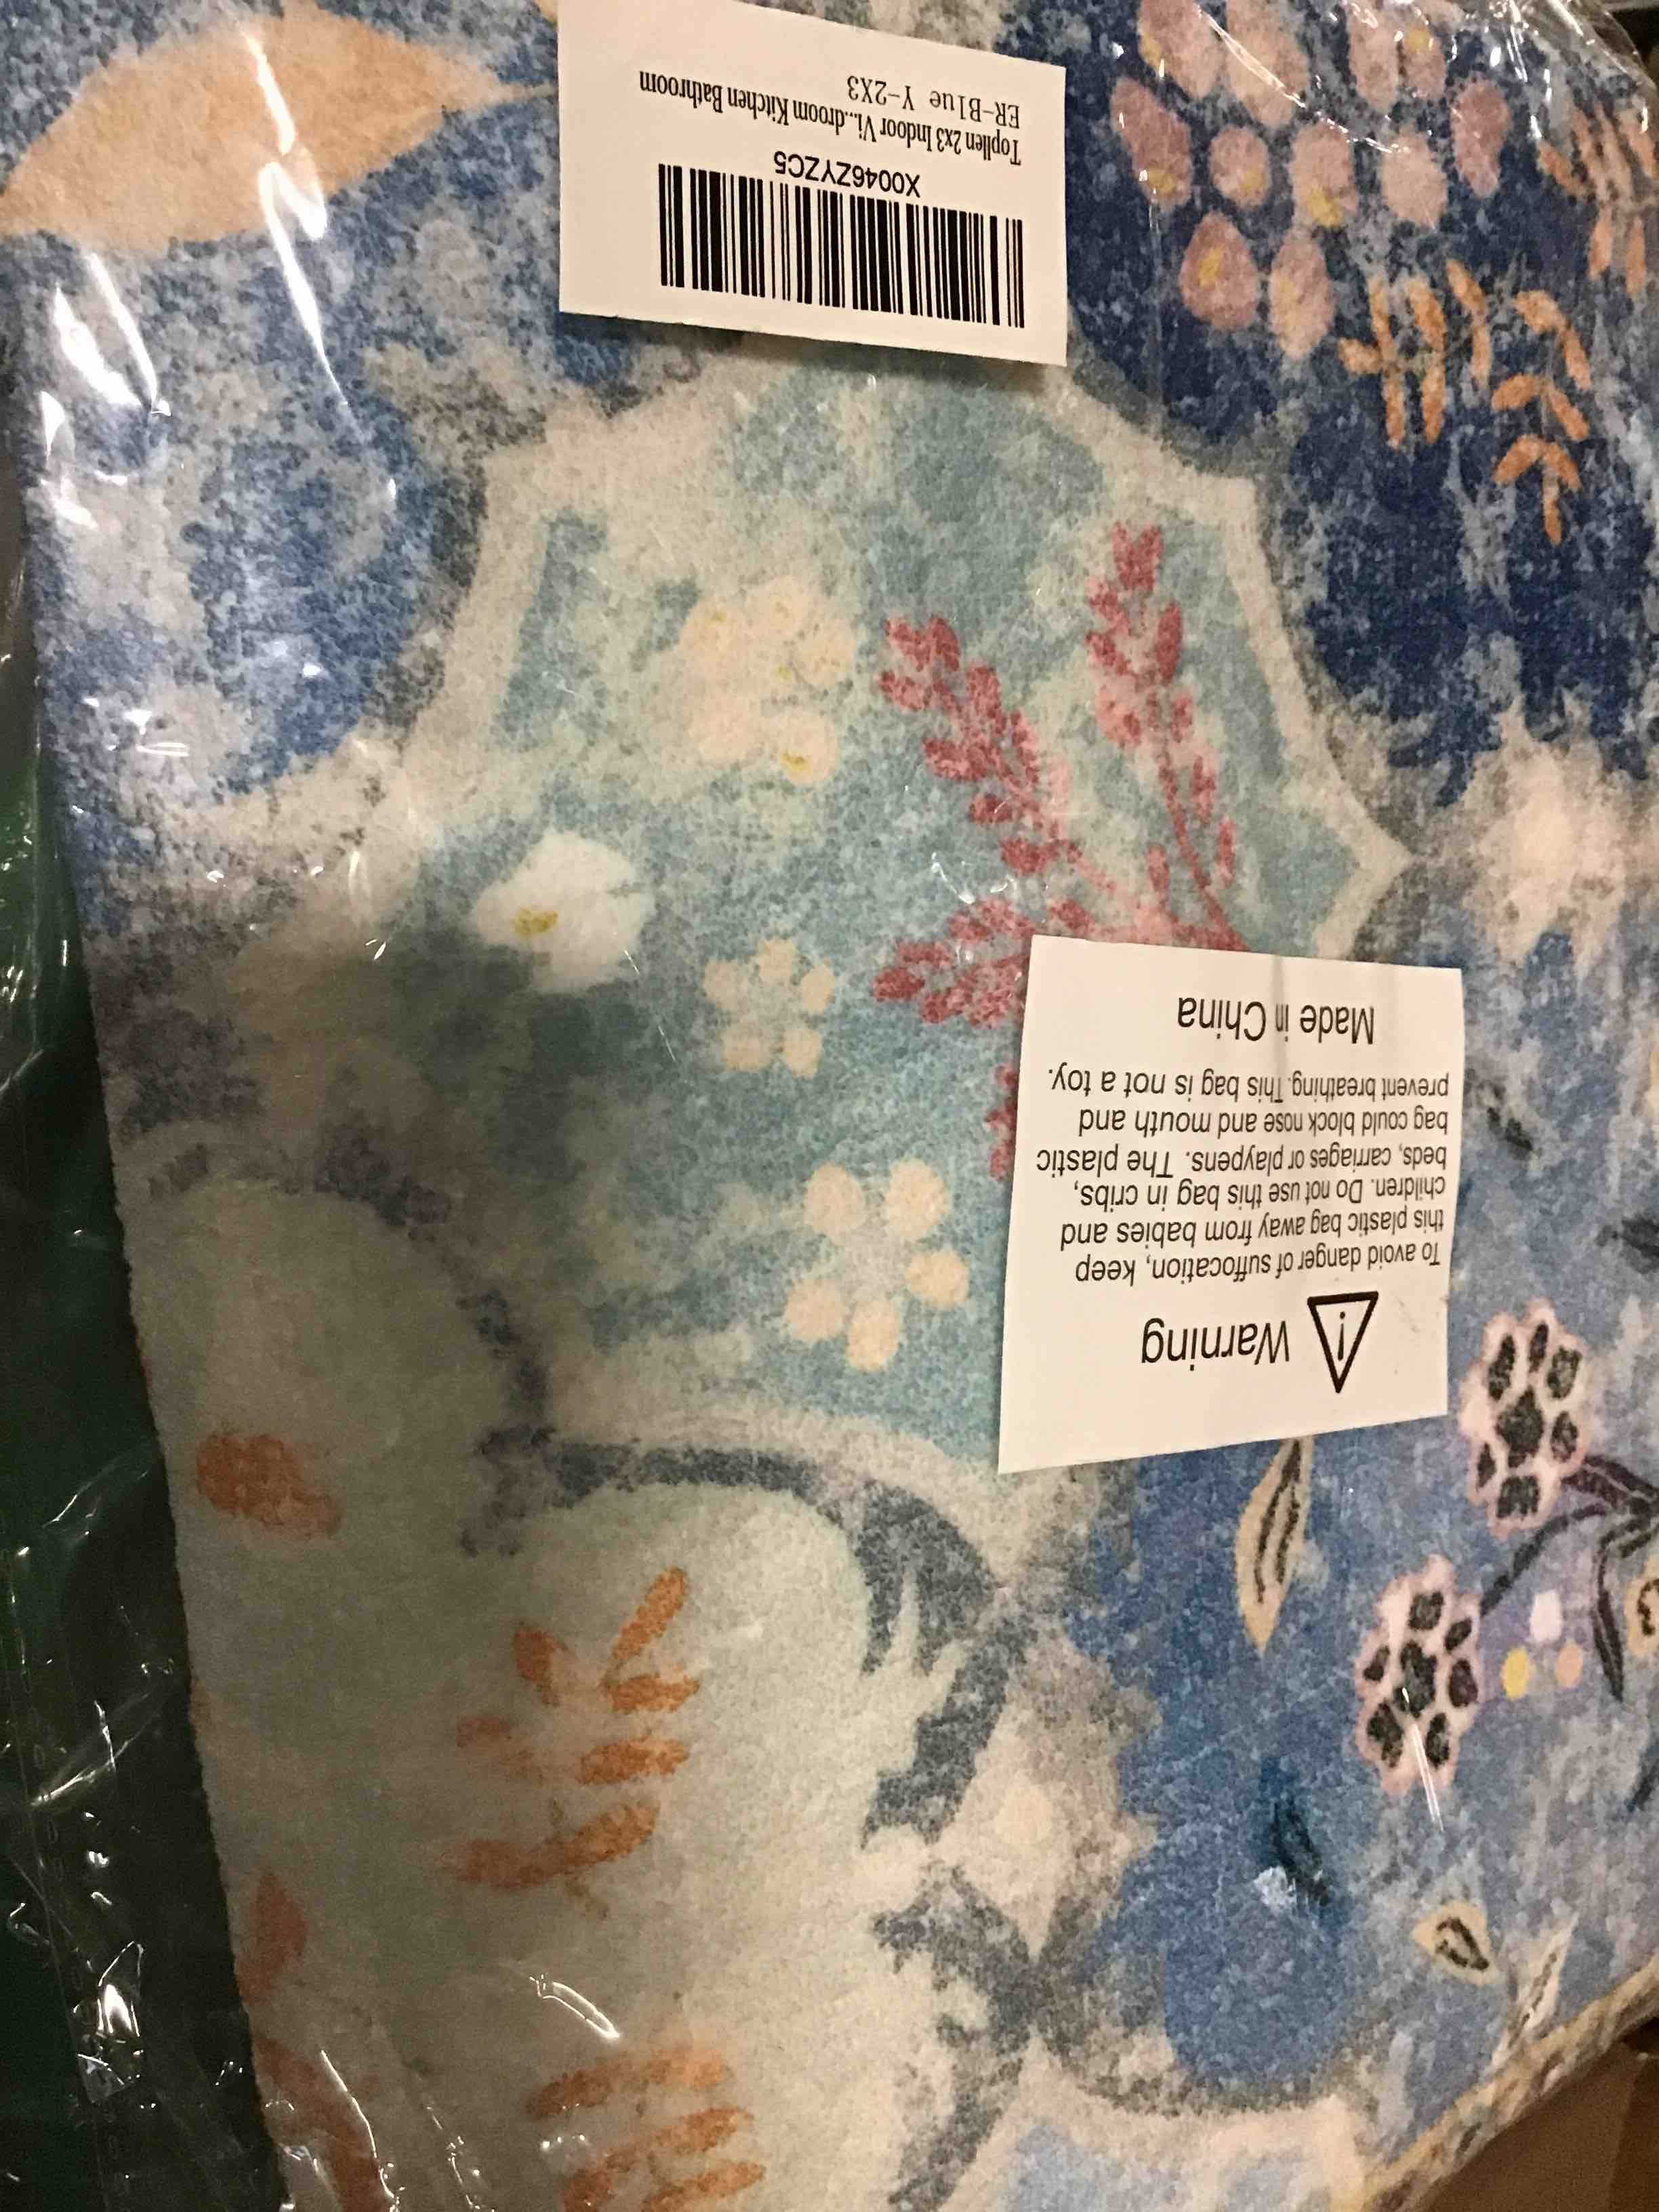 X0046ZYZC5
Topllen 2x3 Indoor Vi...droom Kitchen Bathroom
ER-Blue Y-2X3
Warning
To avoid danger of suffocation, keep
this plastic bag away from babies and
children. Do not use this bag in cribs,
beds, carriages or playpens. The plastic
bag could block nose and mouth and
prevent breathing. This bag is not a toy.
Made in China